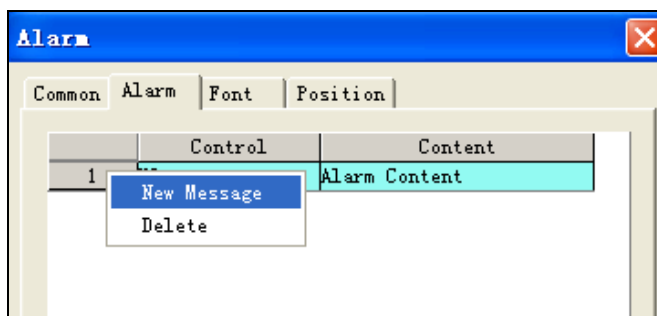 Alarm
Common Alarm Font Position
Control Content
1 Alarm Content
New Message
Delete